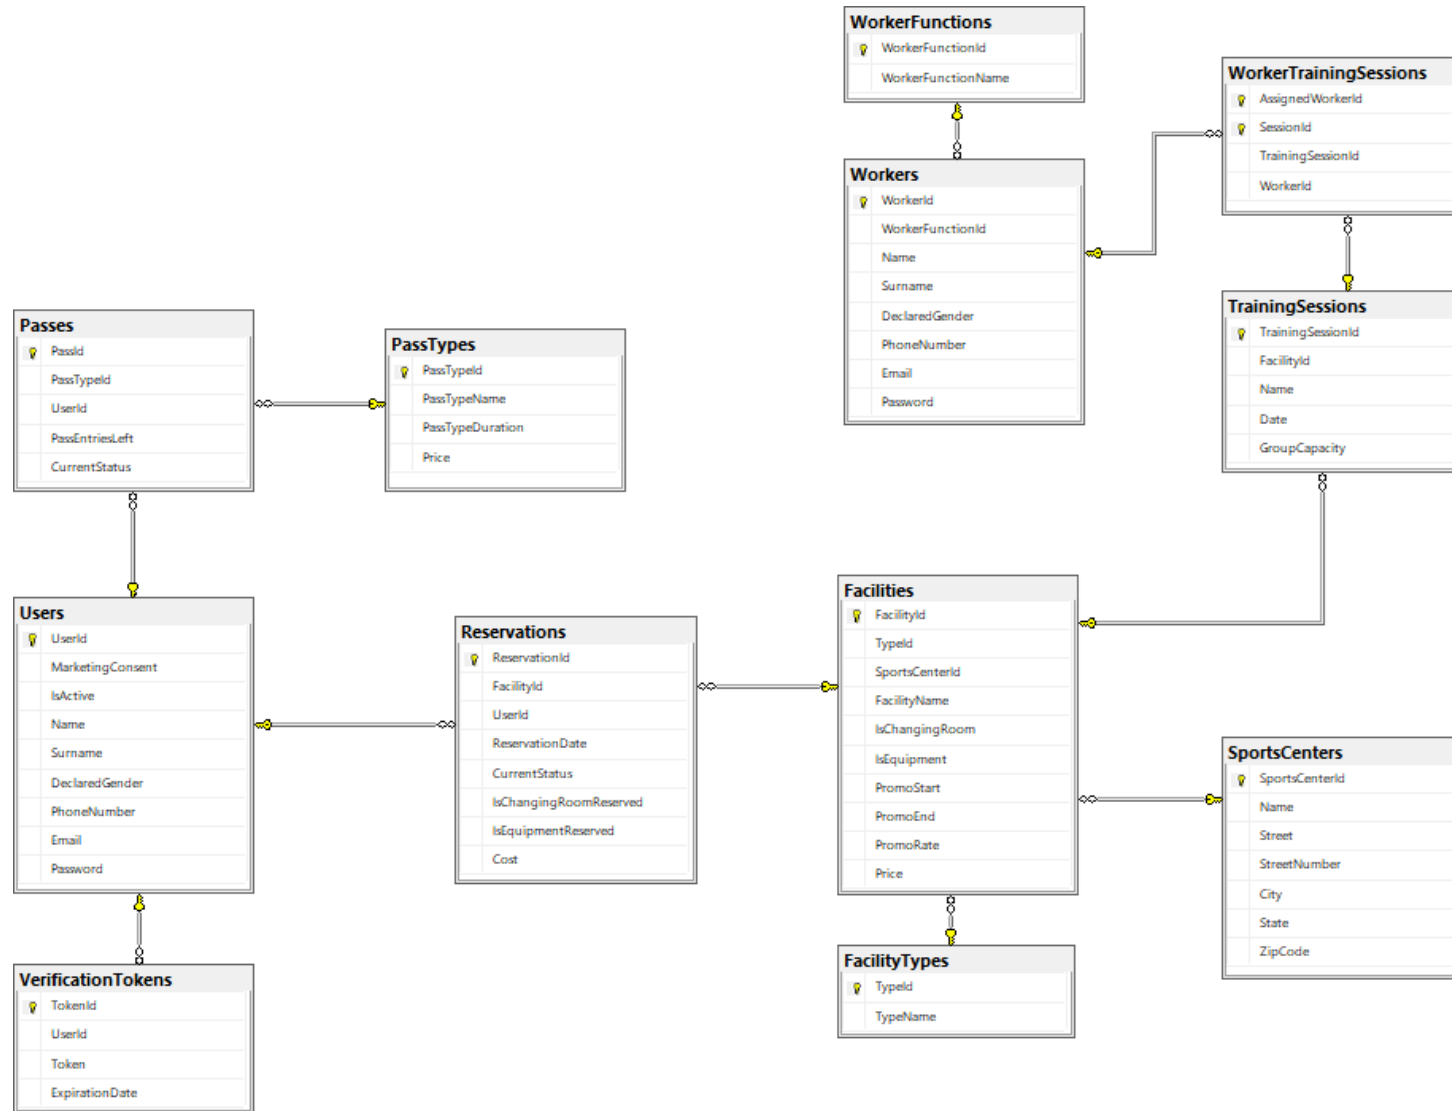 WorkerFunctions
WorkerFunctionId
WorkerFunctionName
WorkerTrainingSessions
AssignedWorkerId
SessionId
TrainingSessionId
WorkerId
Workers
WorkerId
WorkerFunctionId
Name
Surname
DeclaredGender
PhoneNumber
Email
Password
TrainingSessions
TrainingSessionId
FacilityId
Name
Date
GroupCapacity
Passes
PassId
PassTypeId
UserId
PassEntriesLeft
CurrentStatus
PassTypes
PassTypeId
PassTypeName
PassTypeDuration
Price
Users
UserId
MarketingConsent
IsActive
Name
Surname
DeclaredGender
PhoneNumber
Email
Password
Reservations
ReservationId
FacilityId
UserId
ReservationDate
CurrentStatus
IsChangingRoomReserved
IsEquipmentReserved
Cost
Facilities
FacilityId
TypeId
SportsCenterId
FacilityName
IsChangingRoom
IsEquipment
PromoStart
PromoEnd
PromoRate
Price
SportsCenters
SportsCenterId
Name
Street
StreetNumber
City
State
ZipCode
VerificationTokens
TokenId
UserId
Token
ExpirationDate
FacilityTypes
TypeId
TypeName